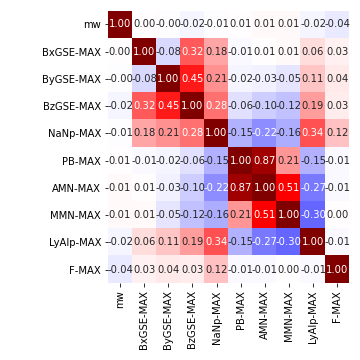 mw 1.00 0.00 -0.00 -0.02 -0.01 0.01 0.01 0.01 -0.02 -0.04
BxGSE-MAX 0.00 1.00 -0.08 0.32 0.18 -0.01 0.01 0.01 0.06 0.03
ByGSE-MAX -0.00 -0.08 1.00 0.45 0.21 -0.02 -0.03 -0.05 0.11 0.04
BzGSE-MAX -0.02 0.32 0.45 1.00 0.28 -0.06 -0.10 -0.12 0.19 0.03
NaNp-MAX -0.01 0.18 0.21 0.28 1.00 -0.15 -0.22 -0.16 0.34 0.12
PB-MAX 0.01 -0.01 -0.02 -0.06 -0.15 1.00 0.87 0.21 -0.15 -0.01
AMN-MAX 0.01 0.01 -0.03 -0.10 -0.22 0.87 1.00 0.51 -0.27 -0.01
MMN-MAX 0.01 0.01 -0.05 -0.12 -0.16 0.21 0.51 1.00 -0.30 0.00
LyAlp-MAX -0.02 0.06 0.11 0.19 0.34 -0.15 -0.27 -0.30 1.00 -0.01
F-MAX -0.04 0.03 0.04 0.03 0.12 -0.01 -0.01 0.00 -0.01 1.00
mw
BxGSE-MAX
ByGSE-MAX
BzGSE-MAX
NaNp-MAX
PB-MAX
AMN-MAX
MMN-MAX
LyAlp-MAX
F-MAX